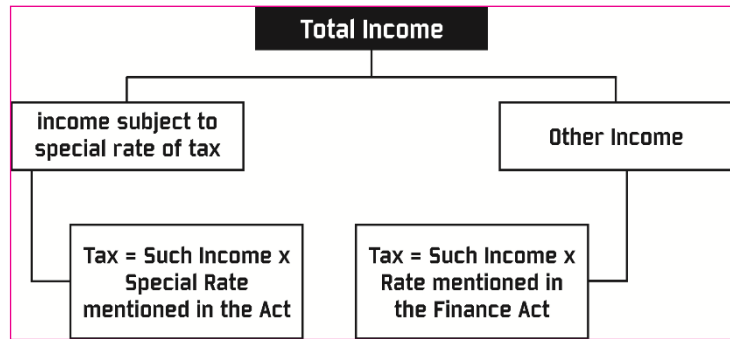 Total Income
income subject to
special rate of tax
Other Income
Tax = Such Income x
Special Rate
mentioned in the Act
Tax = Such Income x
Rate mentioned in
the Finance Act